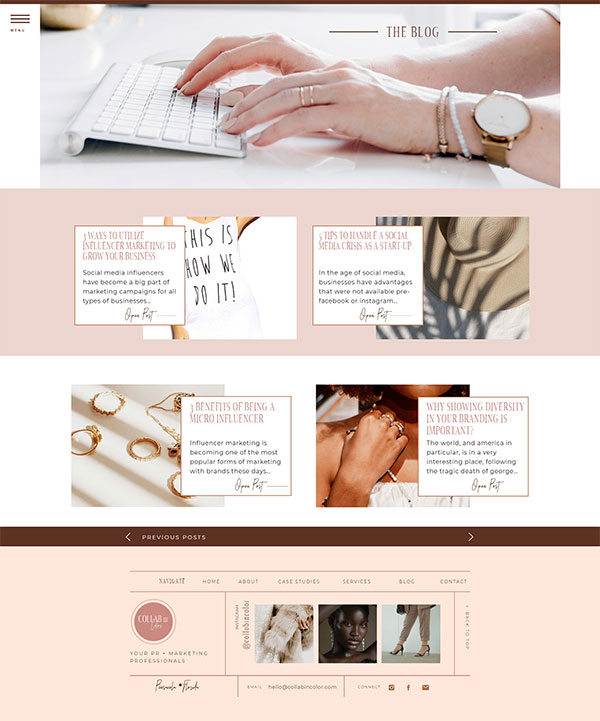 MENU
THE BLOG
3 WAYS TO UTILIZE
INFLUENCER MARKETING TO
GROW YOUR BUSINESS
Social media influencers
have become a big part of
marketing campaigns for all
types of businesses...
Open Post
THIS IS
HOW WE
DO IT!
5 TIPS TO HANDLE A SOCIAL
MEDIA CRISIS AS A START-UP
In the age of social media,
businesses have advantages
that were not available pre-
facebook or instagram...
Open Post
3 BENEFITS OF BEING A
MICRO INFLUENCER
Influencer marketing is
becoming one of the most
popular forms of marketing
with brands these days...
Open Post
WHY SHOWING DIVERSITY
IN YOUR BRANDING IS
IMPORTANT?
The world, and america in
particular, is in a very
interesting place, following
the tragic death of george...
Open Post
PREVIOUS POSTS
NAVIGATE HOME ABOUT CASE STUDIES SERVICES BLOG CONTACT
COLLAB IN
Color
YOUR PR + MARKETING
PROFESSIONALS
INSTAGRAM
@collabincolor
< BACK TO TOP
Pensacola Florida
EMAIL hello@collabincolor.com
CONNECT